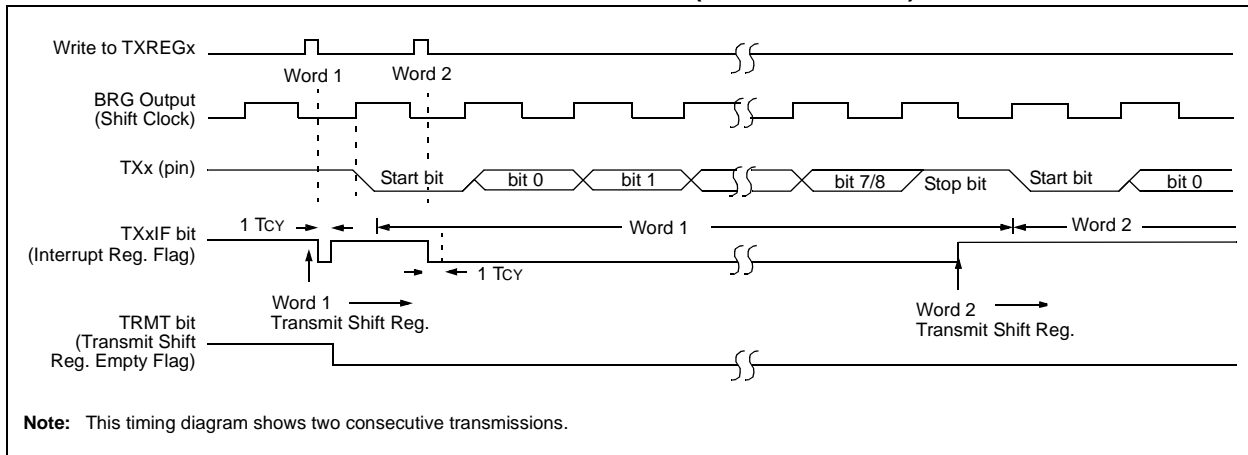 Write to TXREGx
Word 1
Word 2
BRG Output
(Shift Clock)
TXx (pin)
Start bit
bit 0
bit 1
bit 7/8
Stop bit
Start bit
bit 0
1 TCY
Word 1
Word 2
TXxIF bit
(Interrupt Reg. Flag)
1 TCY
Word 1
Transmit Shift Reg.
Word 2
Transmit Shift Reg.
TRMT bit
(Transmit Shift
Reg. Empty Flag)
Note: This timing diagram shows two consecutive transmissions.